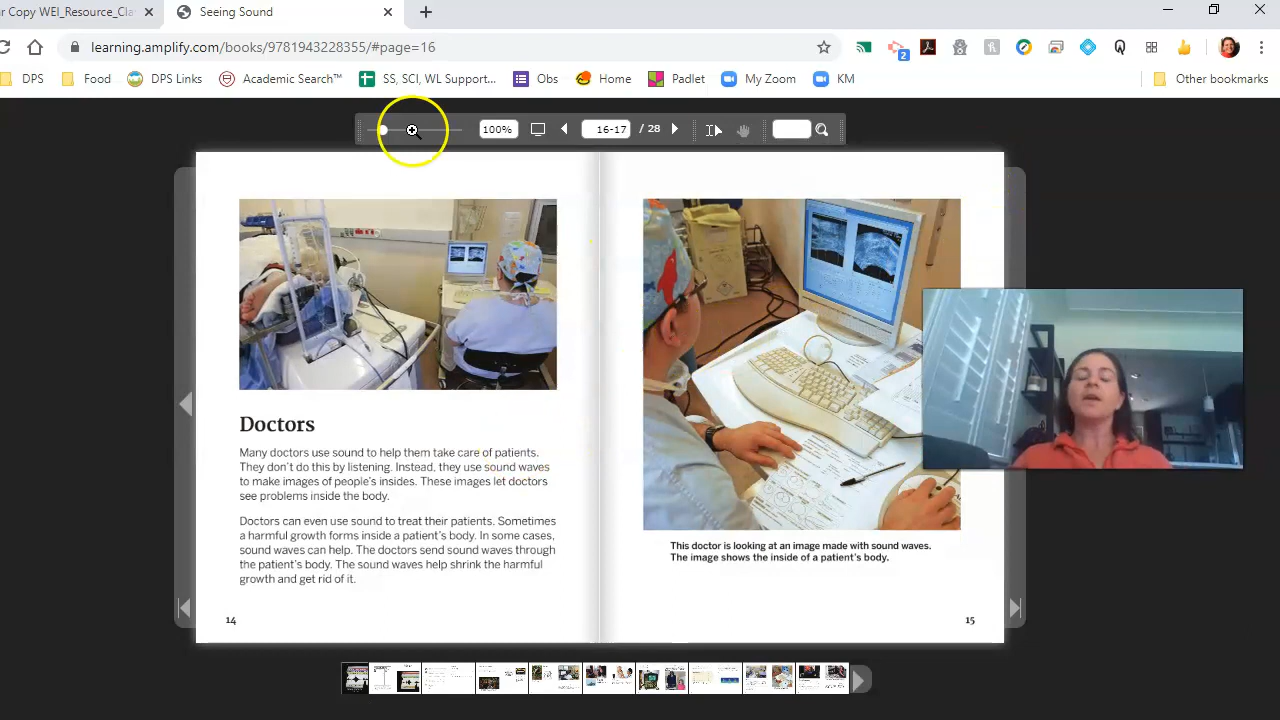 ar Copy WEI_Resource_Cla
Seeing Sound
learning.amplify.com/books/9781943228355/#page=16
2
DPS
Food
DPS Links
Academic Search™
SS, SCI, WL Support...
Obs
Home
Padlet
My Zoom
KM
Other bookmarks
100%
16-17
/ 28
Doctors
Many doctors use sound to help them take care of patients.
They don't do this by listening. Instead, they use sound waves
to make images of people's insides. These images let doctors
see problems inside the body.
Doctors can even use sound to treat their patients. Sometimes
a harmful growth forms inside a patient's body. In some cases,
sound waves can help. The doctors send sound waves through
the patient's body. The sound waves help shrink the harmful
growth and get rid of it.
14
This doctor is looking at an image made with sound waves.
The image shows the inside of a patient's body.
15